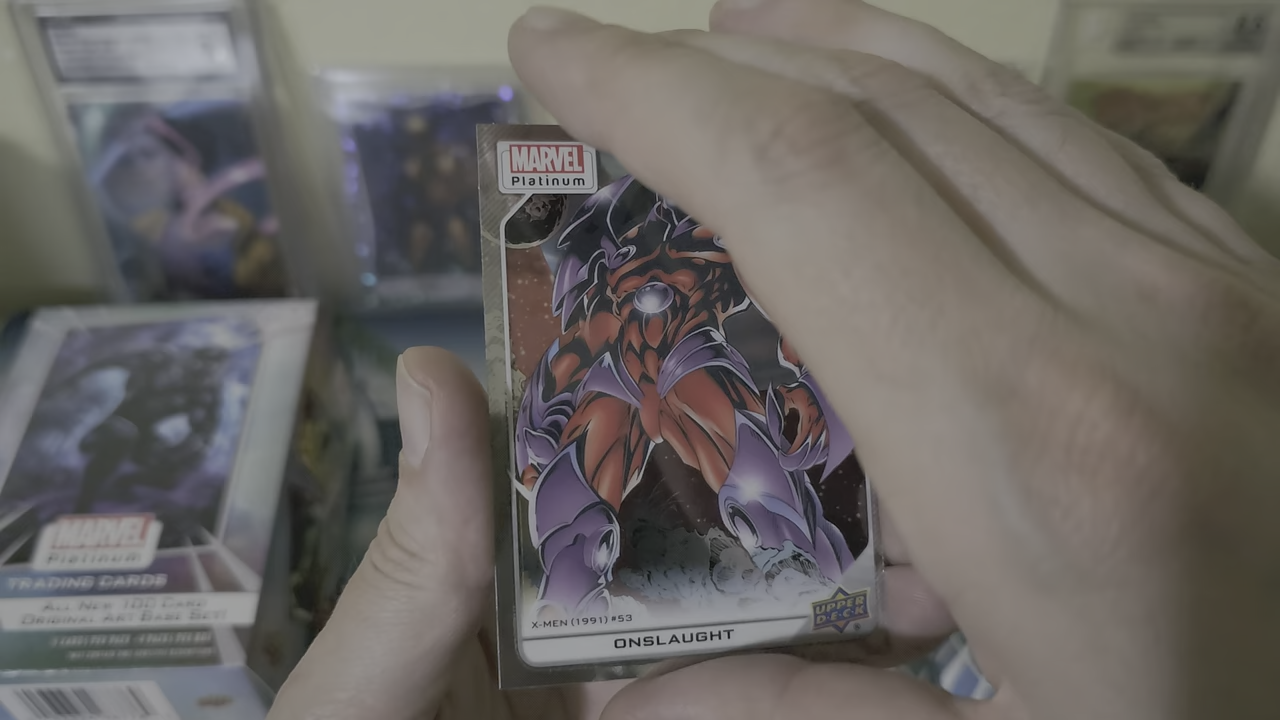 MARVEL
Platinum
X-MEN (1991) #53
UPPER
D.E.C.K
ONSLAUGHT
MARVEL
Platinum
TRADING CARDS
ALL NEW 100 CARD
ORIGINAL ART BASE SET!